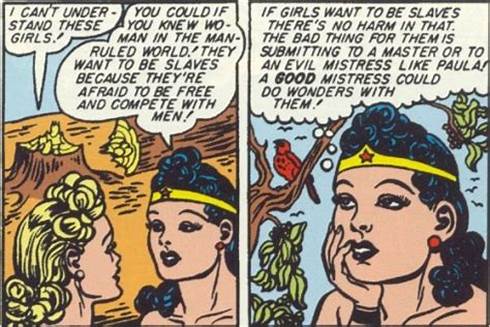 I CAN'T UNDER-
STAND THESE
GIRLS!
YOU COULD IF
YOU KNEW WO-
MAN IN THE MAN-
RULED WORLD! THEY
WANT TO BE SLAVES
BECAUSE THEY'RE
AFRAID TO BE FREE
AND COMPETE WITH
MEN!
IF GIRLS WANT TO BE SLAVES
THERE'S NO HARM IN THAT.
THE BAD THING FOR THEM IS
SUBMITTING TO A MASTER OR TO
AN EVIL MISTRESS LIKE PAULA!
A GOOD MISTRESS COULD
DO WONDERS WITH
THEM!